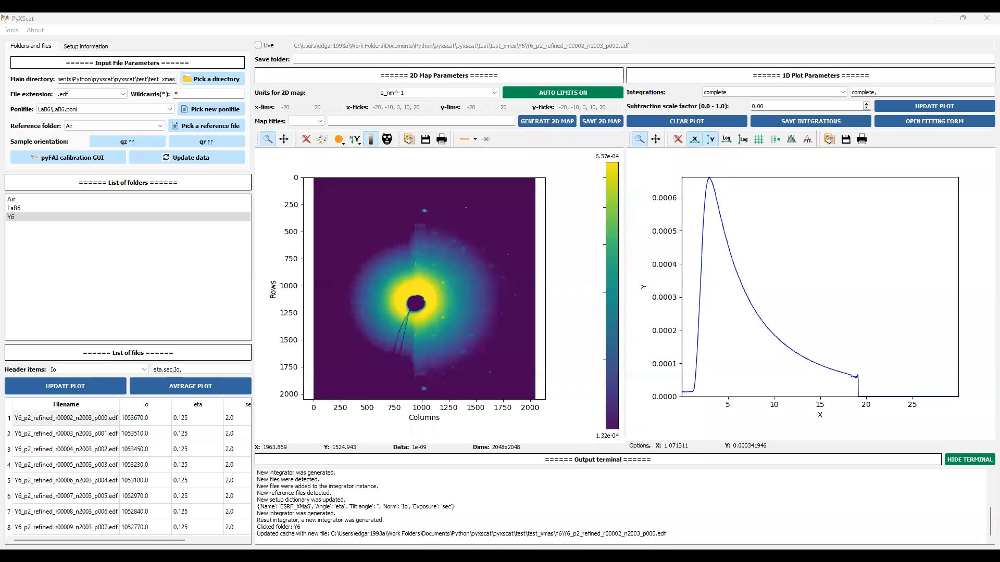 PyXScat
Tools About
Folders and files Setup information
====== Input File Parameters ======
Main directory: nents\Python\pyxscat\pyxscat\test\test_xmas Pick a directory
File extension: .edf Wildcards(*): *
Ponifile: LaB6\LaB6.poni Pick new ponifile
Reference folder: Air Pick a reference file
Sample orientation: qz ↑↑ qr ↑↑
pyFAI calibration GUI Update data
====== List of folders ======
Air
LaB6
Y6
====== List of files ======
Header items: Io eta,sec,Io,
UPDATE PLOT AVERAGE PLOT
Filename Io eta se
1 Y6_p2_refined_r00002_n2003_p000.edf 1053670.0 0.125 2.0
2 Y6_p2_refined_r00003_n2003_p001.edf 1053510.0 0.125 2.0
3 Y6_p2_refined_r00004_n2003_p002.edf 1053450.0 0.125 2.0
4 Y6_p2_refined_r00005_n2003_p003.edf 1053230.0 0.125 2.0
5 Y6_p2_refined_r00006_n2003_p004.edf 1053180.0 0.125 2.0
6 Y6_p2_refined_r00007_n2003_p005.edf 1052970.0 0.125 2.0
7 Y6_p2_refined_r00008_n2003_p006.edf 1052840.0 0.125 2.0
8 Y6_p2_refined_r00009_n2003_p007.edf 1052770.0 0.125 2.0
Live C:\Users\edgar1993a\Work Folders\Documents\Python\pyxscat\pyxscat\test\test_xmas\Y6\Y6_p2_refined_r00002_n2003_p000.edf
Save folder:
====== 2D Map Parameters ======
Units for 2D map: q_nm^-1 AUTO LIMITS ON
x-lims: -20 20 x-ticks: -20, -10, 0, 10, 20 y-lims: -20 20 y-ticks: -20, -10, 0, 10, 20
Map titles: GENERATE 2D MAP SAVE 2D MAP
6.57e-04
0
250
500
750
1000
1250
1500
1750
2000
Rows
0 250 500 750 1000 1250 1500 1750 2000
Columns
1.32e-04
X: 1963.869 Y: 1524.943 Data: 1e-09 Dims: 2048x2048
====== 1D Plot Parameters ======
Integrations: complete complete,
Subtraction scale factor (0.0 - 1.0): 0.00 UPDATE PLOT
CLEAR PLOT SAVE INTEGRATIONS OPEN FITTING FORM
X Y Log Log FIT
0.0006
0.0005
0.0004
0.0003
0.0002
0.0001
0.0000
Y
5 10 15 20 25
X
Options X: 1.071311 Y: 0.000341946
====== Output terminal ====== HIDE TERMINAL
New integrator was generated.
New files were detected.
New files were added to the integrator instance.
New reference files detected.
New setup dictionary was updated.
{'Name': 'ESRF_XMaS', 'Angle': 'eta', 'Tilt angle': '', 'Norm': 'Io', 'Exposure': 'sec'}
New integrator was generated.
Reset integrator, a new integrator was generated.
Clicked folder: Y6
Updated cache with new file: C:\Users\edgar1993a\Work Folders\Documents\Python\pyxscat\pyxscat\test\test_xmas\Y6\Y6_p2_refined_r00002_n2003_p000.edf